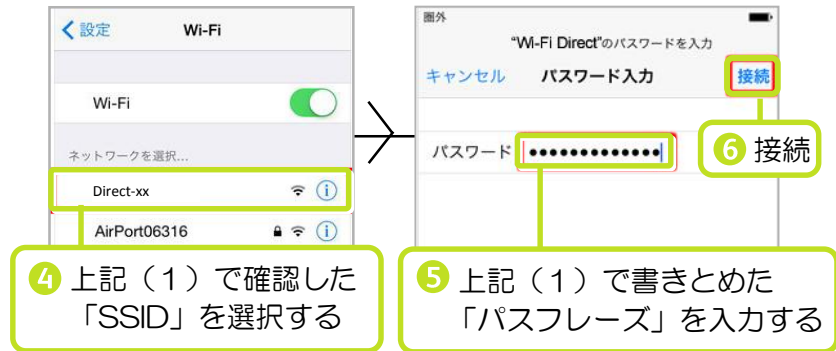 設定
Wi-Fi
Wi-Fi
ネットワークを選択...
Direct-xx
AirPort06316
4 上記（1）で確認した
「SSID」を選択する
圏外
“Wi-Fi Direct”のパスワードを入力
キャンセル パスワード入力 接続
6 接続
パスワード ●●●●●●●●●●●●●
5 上記（1）で書きとめた
「パスフレーズ」を入力する